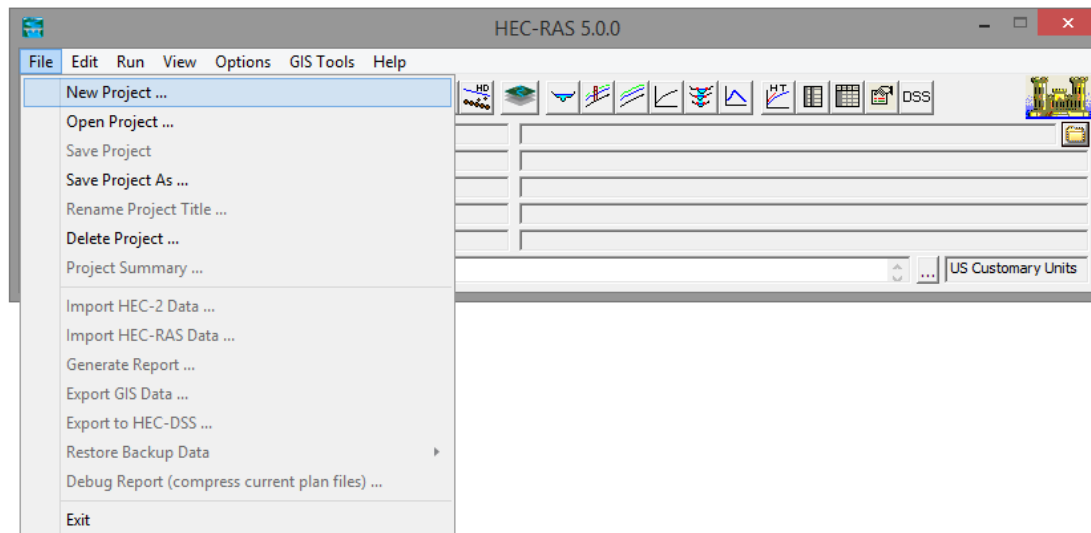 HEC-RAS 5.0.0
File Edit Run View Options GIS Tools Help
New Project ...
HD
HT
DSS
Open Project ...
Save Project
Save Project As ...
Rename Project Title ...
Delete Project ...
Project Summary ...
... US Customary Units
Import HEC-2 Data ...
Import HEC-RAS Data ...
Generate Report ...
Export GIS Data ...
Export to HEC-DSS ...
Restore Backup Data
Debug Report (compress current plan files) ...
Exit